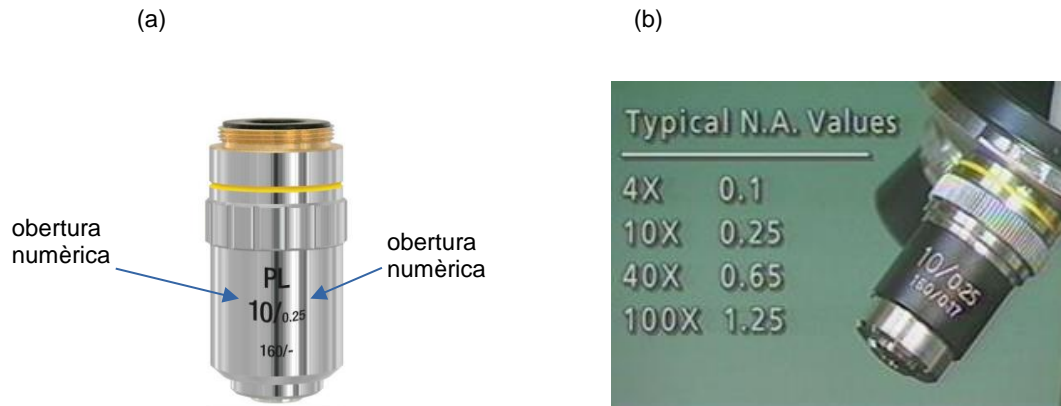 (a)
(b)
obertura
numèrica
obertura
numèrica
PL
10/0.25
160/-
Typical N.A. Values
4X 0.1
10X 0.25
40X 0.65
100X 1.25
10/0.25
160/0.17